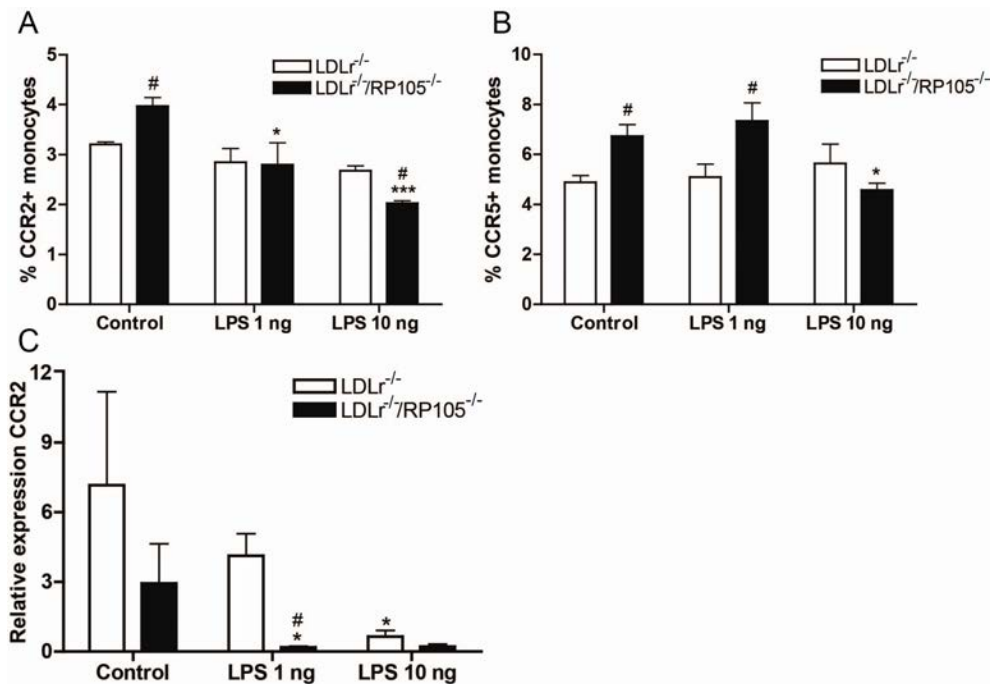 A
% CCR2+ monocytes
5
4
3
2
1
0
LDLr-/-
LDLr-/-/RP105-/-
#
*
#
***
Control
LPS 1 ng
LPS 10 ng
B
% CCR5+ monocytes
10
8
6
4
2
0
LDLr-/-
LDLr-/-/RP105-/-
#
#
*
Control
LPS 1 ng
LPS 10 ng
C
Relative expression CCR2
12
9
6
3
0
LDLr-/-
LDLr-/-/RP105-/-
#
*
*
Control
LPS 1 ng
LPS 10 ng